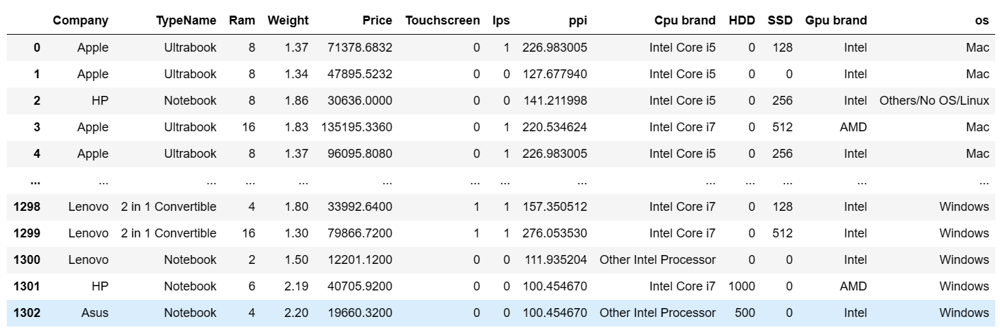 Company TypeName Ram Weight Price Touchscreen Ips ppi Cpu brand HDD SSD Gpu brand os
0 Apple Ultrabook 8 1.37 71378.6832 0 1 226.983005 Intel Core i5 0 128 Intel Mac
1 Apple Ultrabook 8 1.34 47895.5232 0 0 127.677940 Intel Core i5 0 0 Intel Mac
2 HP Notebook 8 1.86 30636.0000 0 0 141.211998 Intel Core i5 0 256 Intel Others/No OS/Linux
3 Apple Ultrabook 16 1.83 135195.3360 0 1 220.534624 Intel Core i7 0 512 AMD Mac
4 Apple Ultrabook 8 1.37 96095.8080 0 1 226.983005 Intel Core i5 0 256 Intel Mac
... ... ... ... ... ... ... ... ... ... ... ... ... ...
1298 Lenovo 2 in 1 Convertible 4 1.80 33992.6400 1 1 157.350512 Intel Core i7 0 128 Intel Windows
1299 Lenovo 2 in 1 Convertible 16 1.30 79866.7200 1 1 276.053530 Intel Core i7 0 512 Intel Windows
1300 Lenovo Notebook 2 1.50 12201.1200 0 0 111.935204 Other Intel Processor 0 0 Intel Windows
1301 HP Notebook 6 2.19 40705.9200 0 0 100.454670 Intel Core i7 1000 0 AMD Windows
1302 Asus Notebook 4 2.20 19660.3200 0 0 100.454670 Other Intel Processor 500 0 Intel Windows